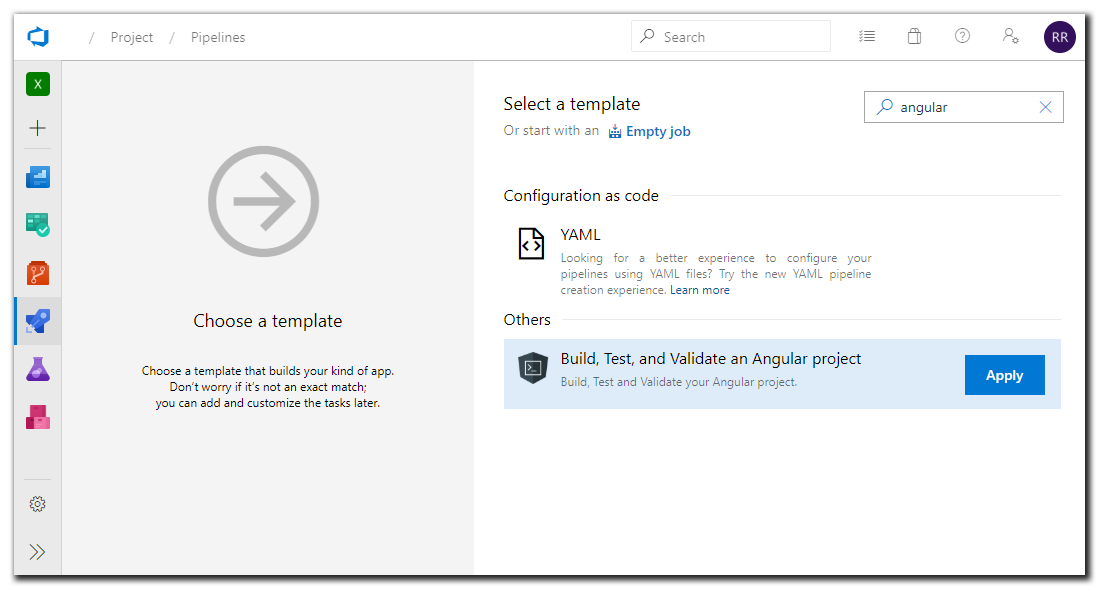 / Project / Pipelines
Search
RR
X
Select a template
angular
Or start with an Empty job
Choose a template
Choose a template that builds your kind of app.
Don't worry if it's not an exact match;
you can add and customize the tasks later.
Configuration as code
YAML
Looking for a better experience to configure your
pipelines using YAML files? Try the new YAML pipeline
creation experience. Learn more
Others
Build, Test, and Validate an Angular project
Build, Test and Validate your Angular project.
Apply